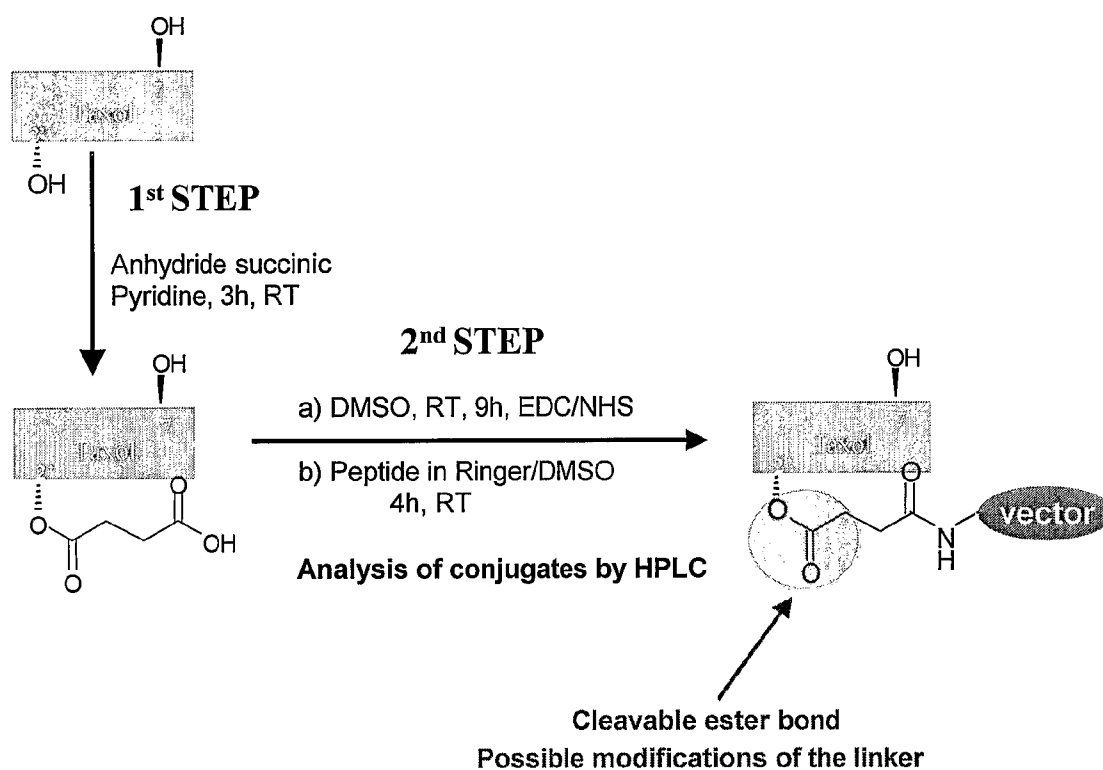 OH
7
Taxol
2'
OH
1st STEP
Anhydride succinic
Pyridine, 3h, RT
2nd STEP
OH
OH
a) DMSO, RT, 9h, EDC/NHS
Taxol
Taxol
O
O
b) Peptide in Ringer/DMSO
4h, RT
O
O
vector
OH
N
H
O
O
Analysis of conjugates by HPLC
Cleavable ester bond
Possible modifications of the linker